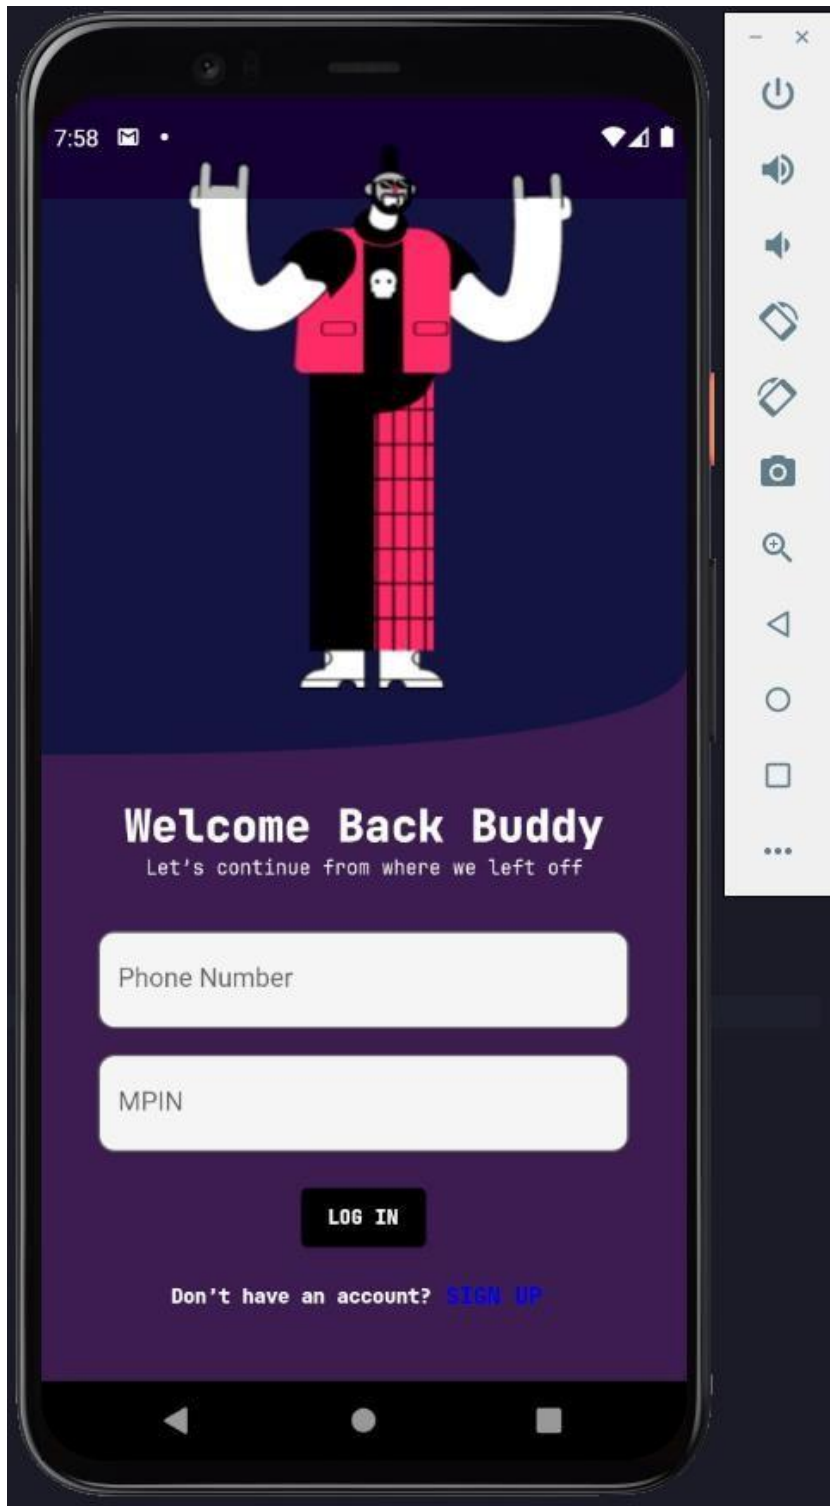 7:58
Welcome Back Buddy
Let's continue from where we left off
Phone Number
MPIN
LOG IN
Don't have an account? SIGN UP